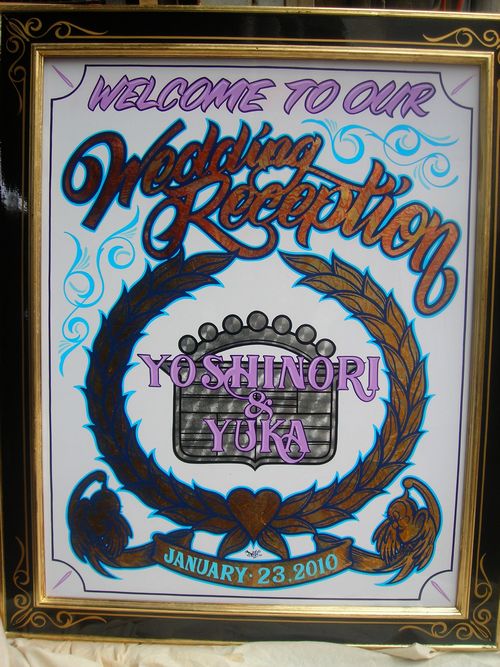 WELCOME TO OUR
Wedding
Reception
YOSHINORI
&
YUKA
JANUARY · 23. 2010